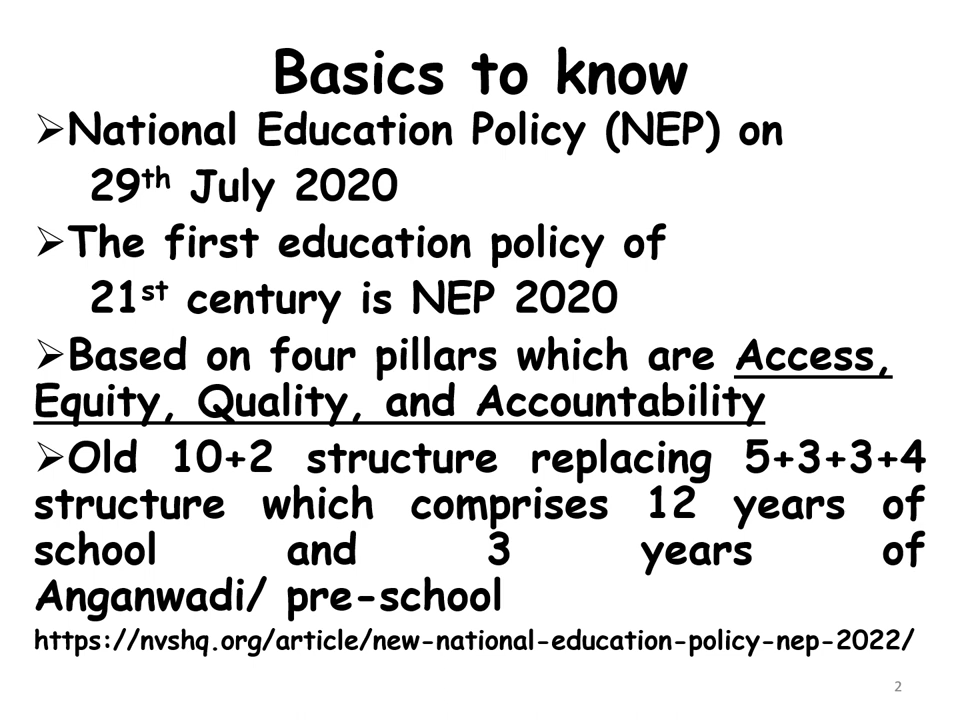 Basics to know
➢National Education Policy (NEP) on
29th July 2020
➢The first education policy of
21st century is NEP 2020
➢Based on four pillars which are Access,
Equity, Quality, and Accountability
➢Old 10+2 structure replacing 5+3+3+4
structure which comprises 12 years of
school and 3 years of
Anganwadi/ pre-school
https://nvshq.org/article/new-national-education-policy-nep-2022/
2